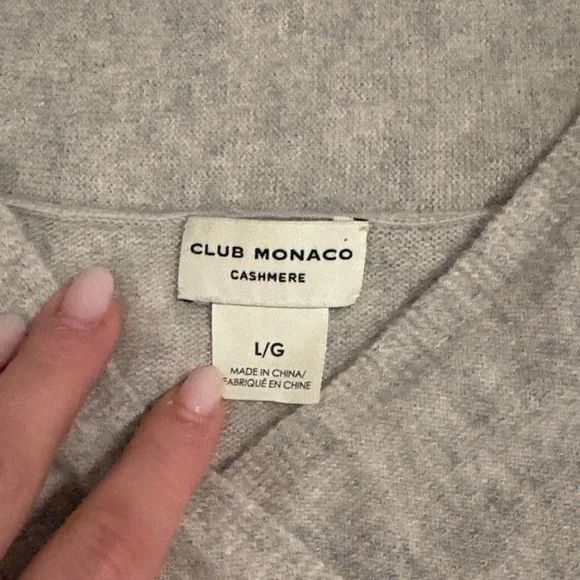 CLUB MONACO
CASHMERE
L/G
MADE IN CHINA/
FABRIQUÉ EN CHINE